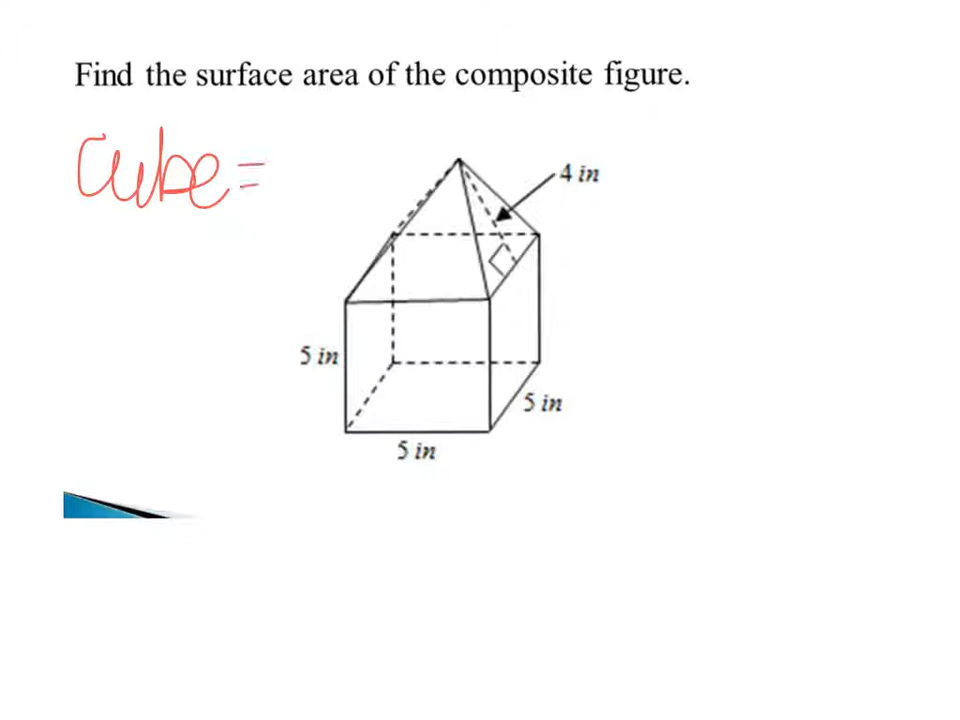 Find the surface area of the composite figure.
Cube =
4 in
5 in
5 in
5 in